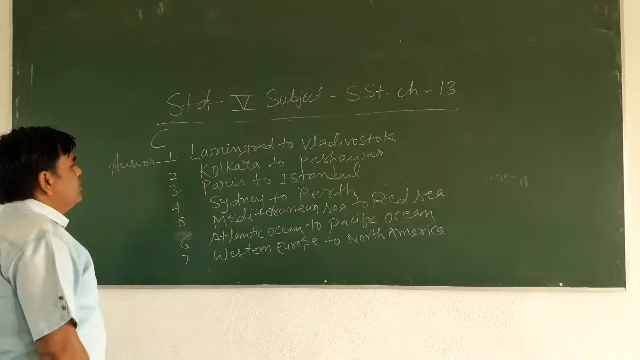 Std - V Subject - S.St. ch - 13
C
Answer - 1 Lanningrad to Vladivostok
2 Kolkata to Peshawar
3 Paris to Istanbul
4 Sydney to Perth
5 Mediterranean sea to Red sea
6 Atlantic ocean to Pacific ocean
7 Western Europe to North America